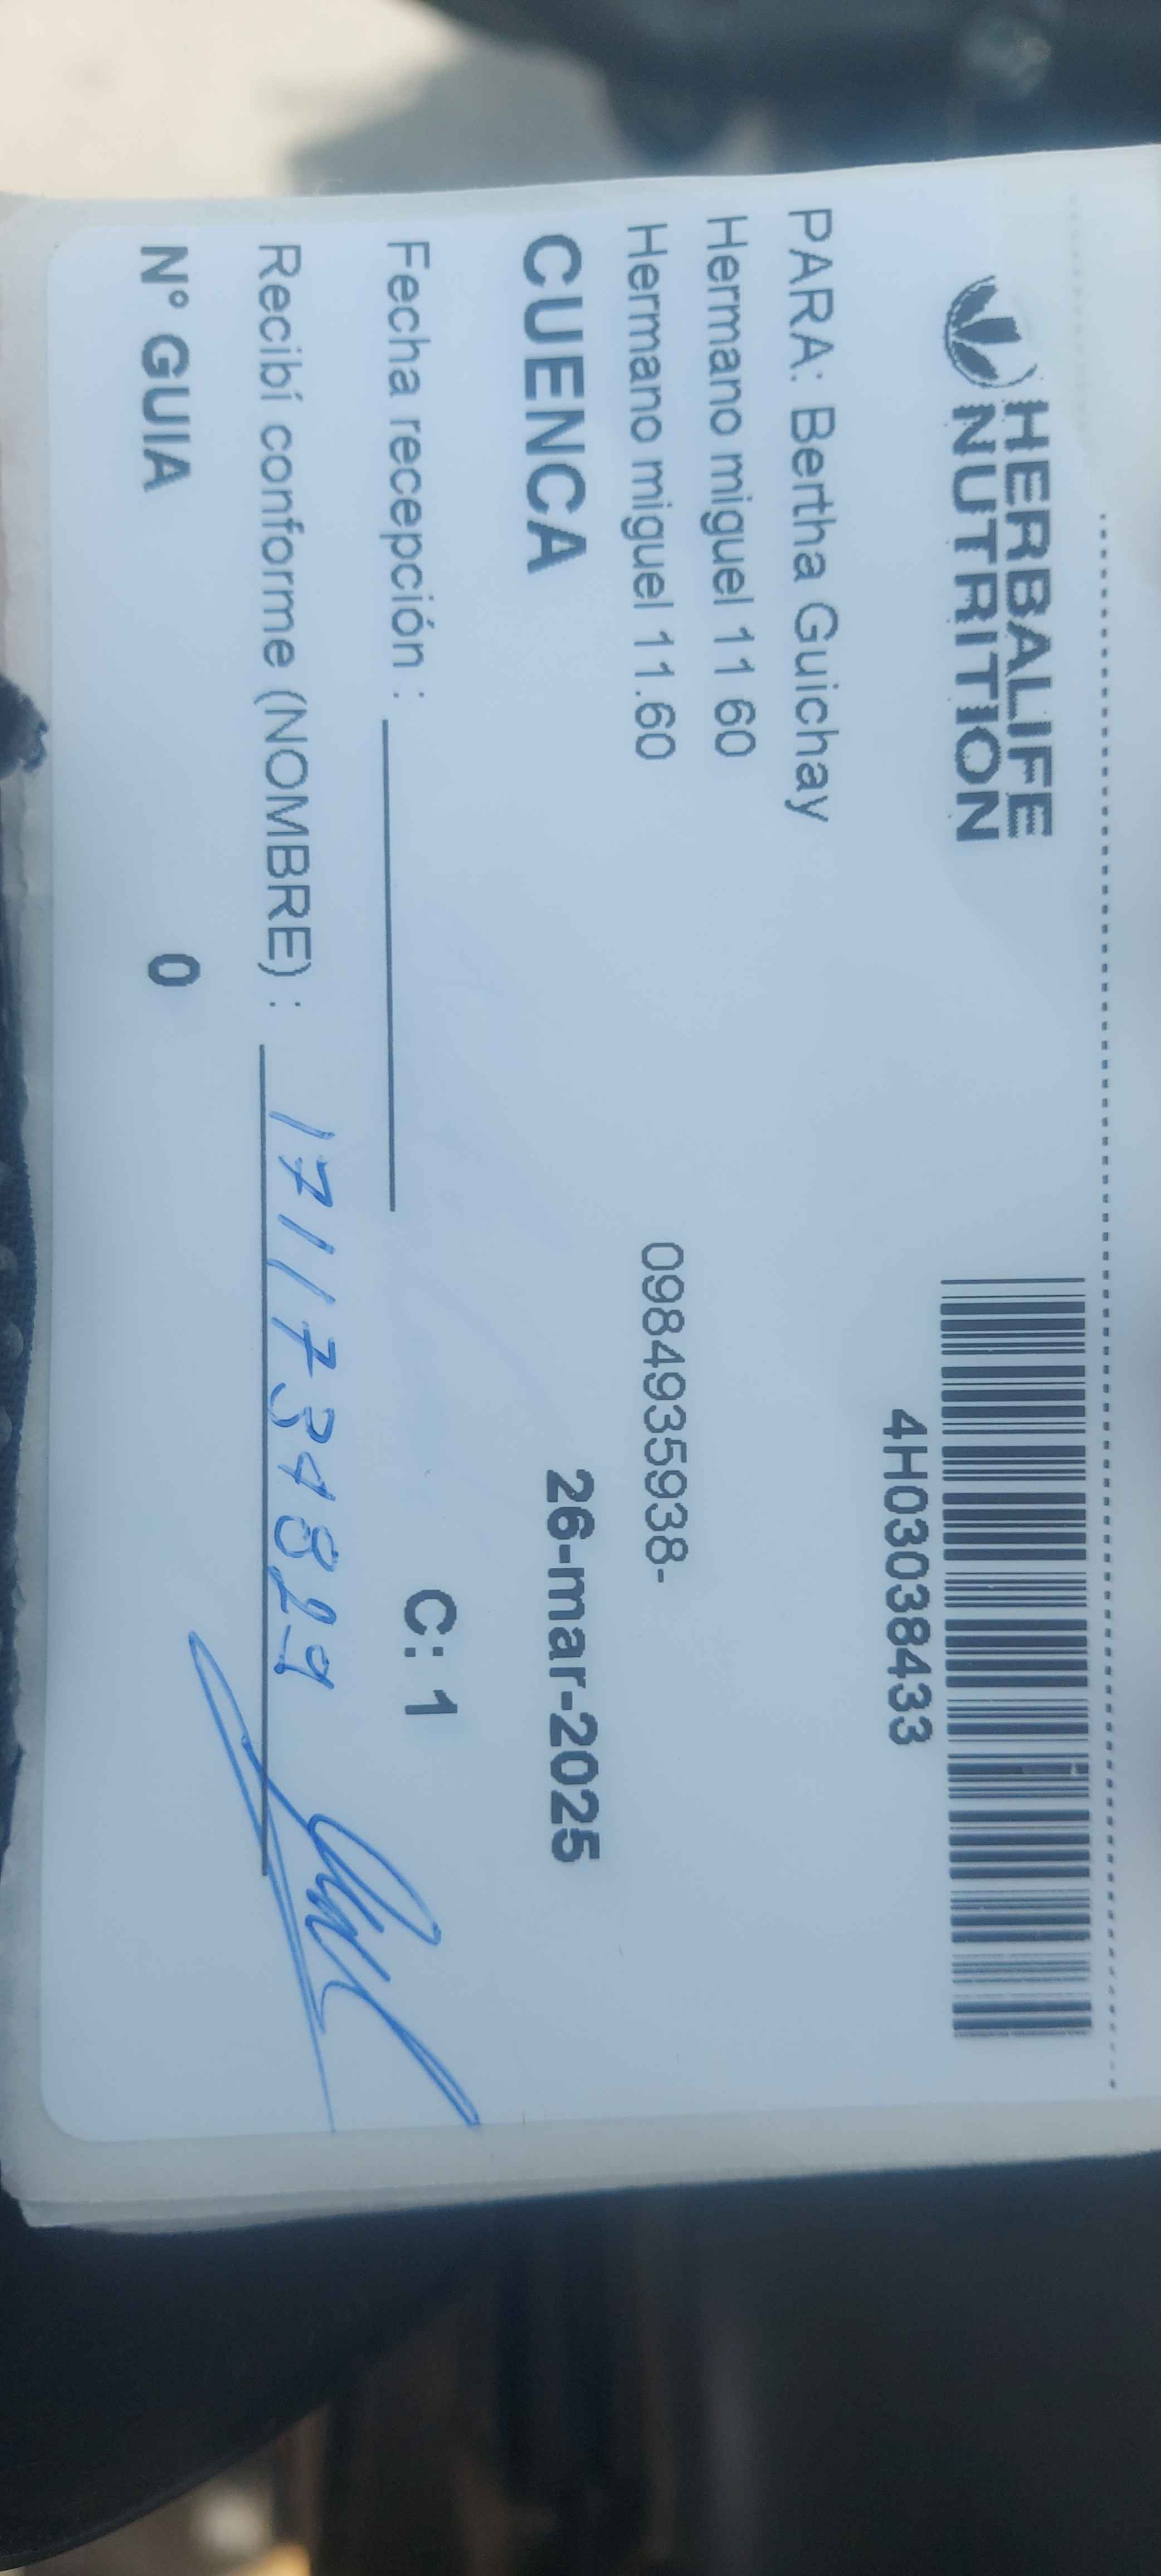 HERBALIFE
NUTRITION
4H03038433
PARA: Bertha Guichay
Hermano miguel 11 60
Hermano miguel 11.60
0984935938-
CUENCA
26-mar-2025
Fecha recepción :
C: 1
Recibí conforme (NOMBRE) : 1711734829
N° GUIA 0